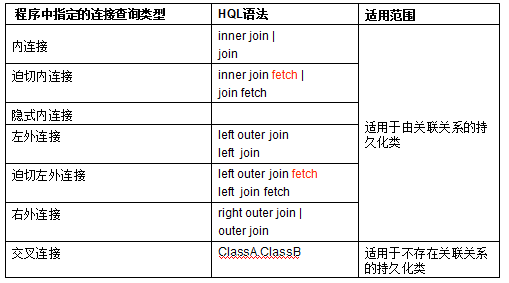 程序中指定的连接查询类型 HQL语法 适用范围
内连接 inner join |
join
迫切内连接 inner join fetch |
join fetch
隐式内连接
左外连接 left outer join
left join
迫切左外连接 left outer join fetch
left join fetch
右外连接 right outer join |
outer join
适用于由关联关系的持
久化类
交叉连接 ClassA,ClassB 适用于不存在关联关系
的持久化类